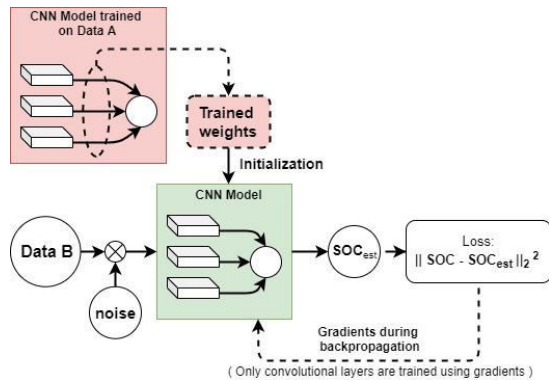 CNN Model trained
on Data A
Trained
weights
Initialization
CNN Model
Data B
noise
SOCest
Loss:
|| SOC - SOCest ||2 2
Gradients during
backpropagation
( Only convolutional layers are trained using gradients )